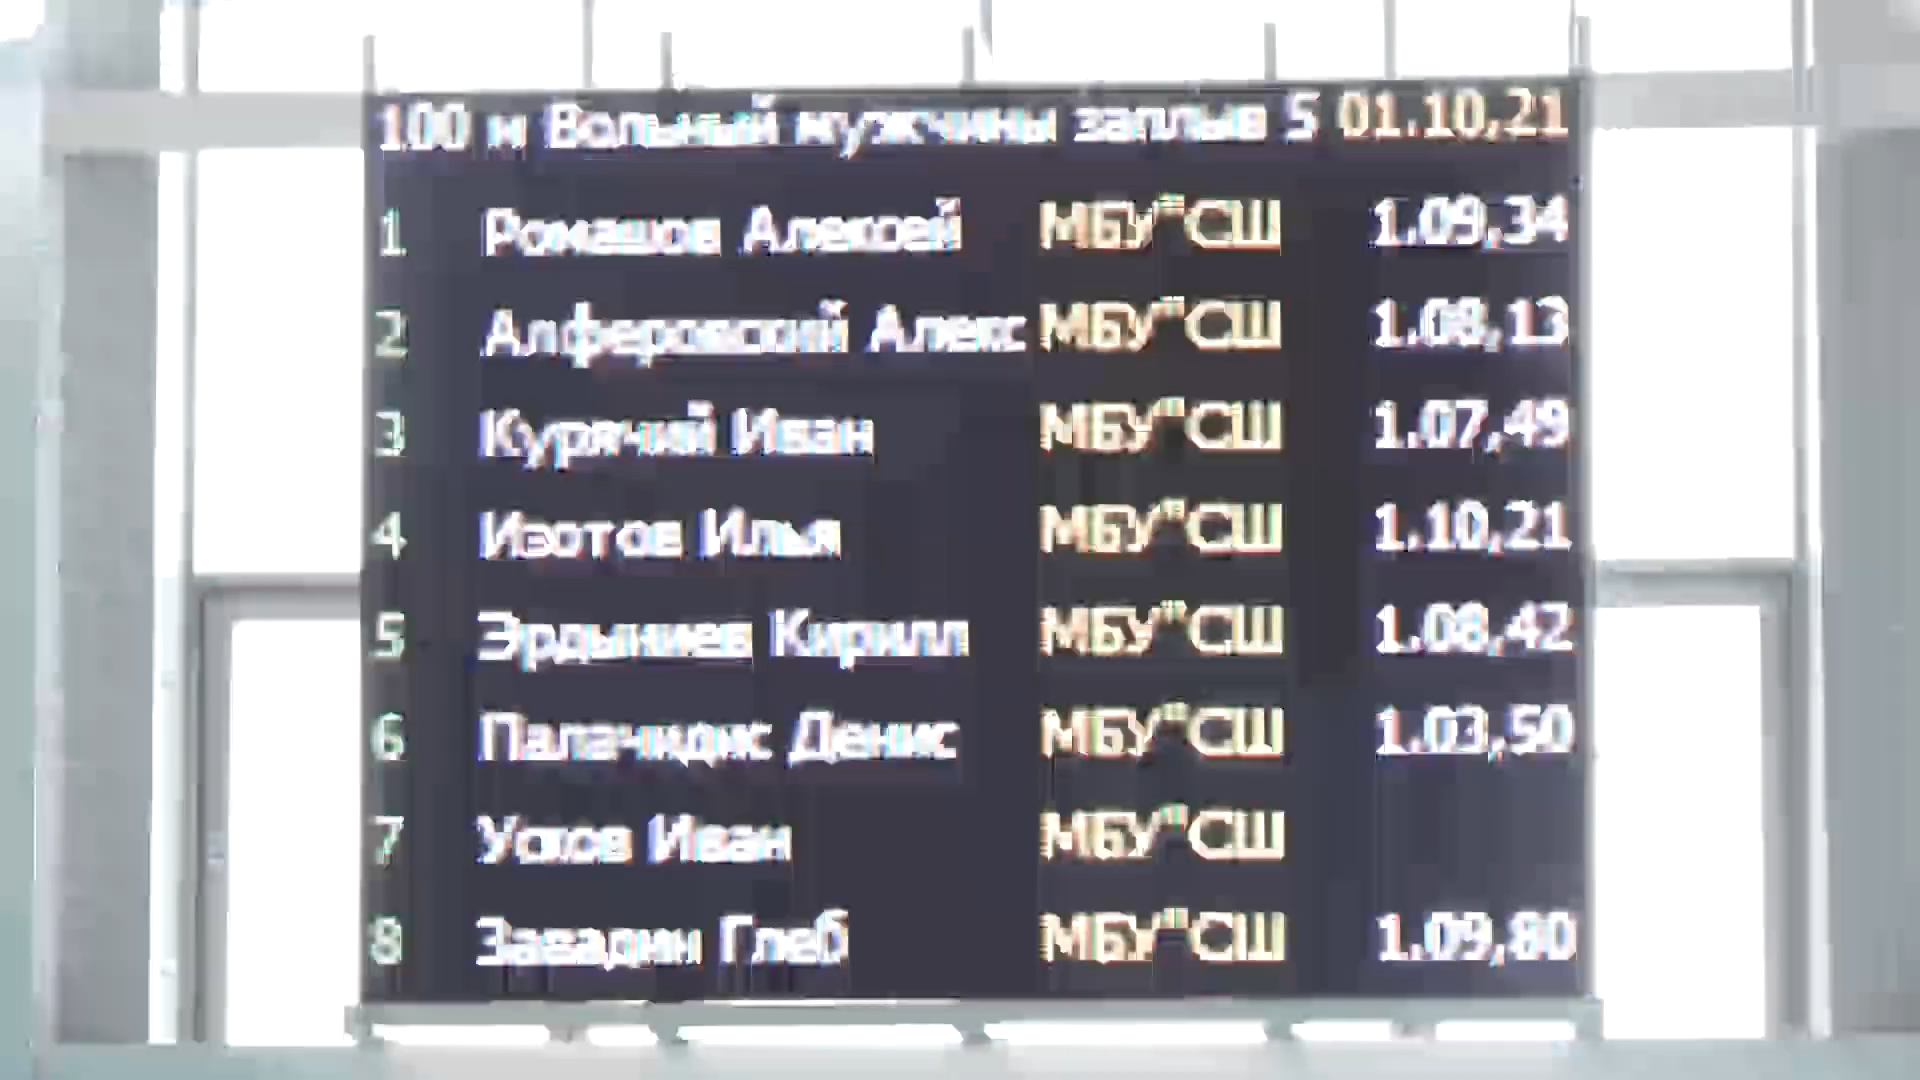 100 м Вольный мужчины заплыв 5 01.10,21
1 Ромашов Алексей МБУ"СШ 1.09,34
2 Алферовский Алекс МБУ"СШ 1.08,13
3 Курячий Иван МБУ"СШ 1.07,49
4 Изотов Илья МБУ"СШ 1.10,21
5 Эрдыниев Кирилл МБУ"СШ 1.08,42
6 Палачидис Денис МБУ"СШ 1.03,50
7 Усков Иван МБУ"СШ
8 Завадин Глеб МБУ"СШ 1.09,80